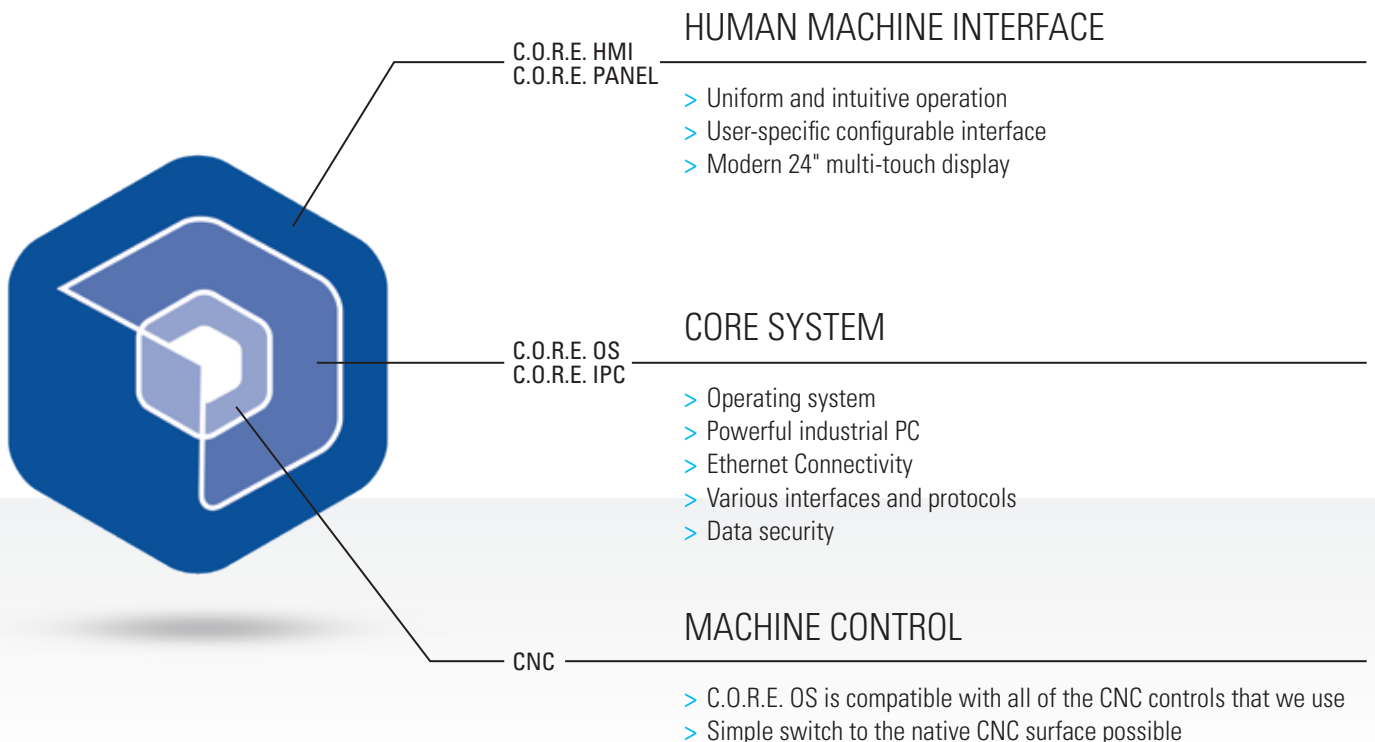 HUMAN MACHINE INTERFACE
C.O.R.E. HMI
C.O.R.E. PANEL
> Uniform and intuitive operation
> User-specific configurable interface
> Modern 24" multi-touch display
CORE SYSTEM
C.O.R.E. OS
C.O.R.E. IPC
> Operating system
> Powerful industrial PC
> Ethernet Connectivity
> Various interfaces and protocols
> Data security
MACHINE CONTROL
CNC
> C.O.R.E. OS is compatible with all of the CNC controls that we use
> Simple switch to the native CNC surface possible